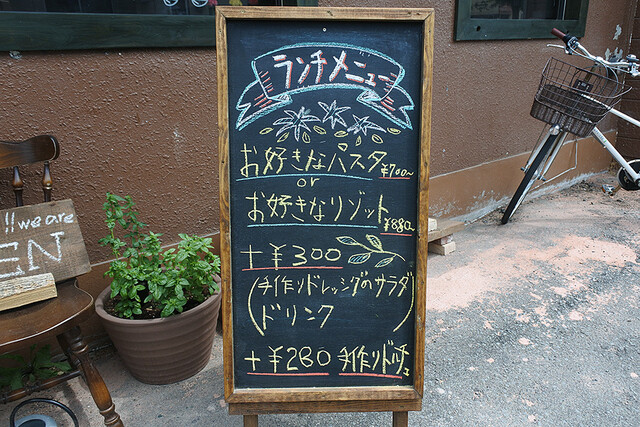 ランチメニュー
お好きなパスタ ¥700~
or
お好きなリゾット ¥880~
+¥300
(手作りドレッシングのサラダ
ドリンク)
+¥280 手作りドルチェ
!! we are
EN